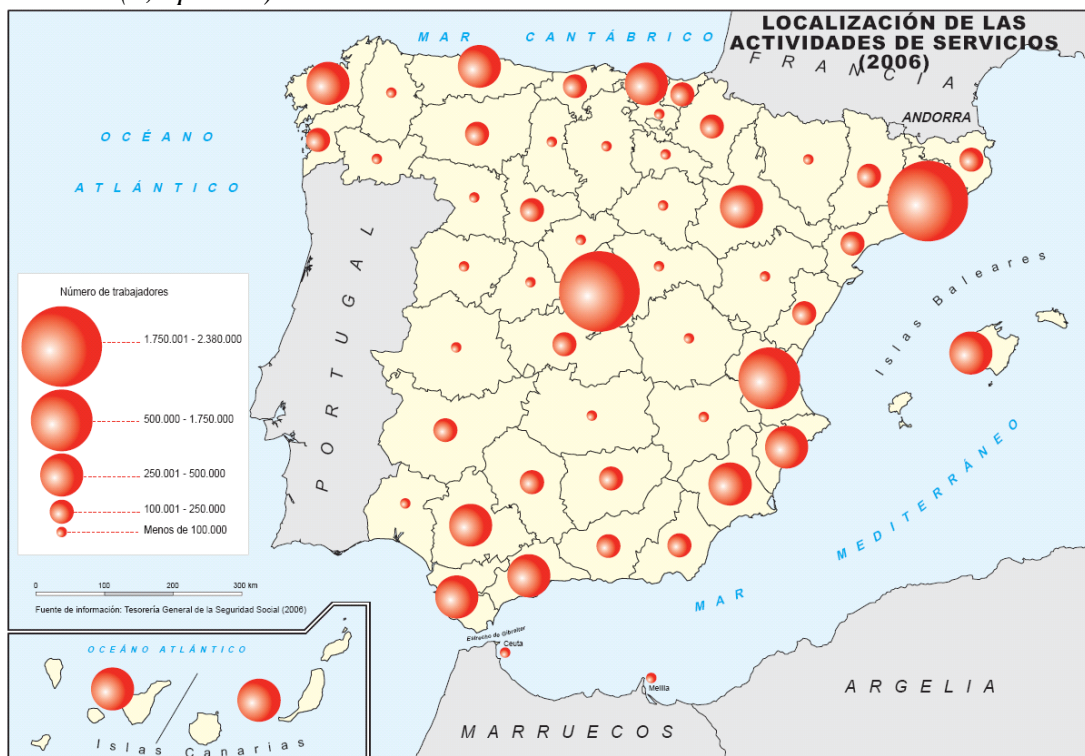 LOCALIZACIÓN DE LAS
ACTIVIDADES DE SERVICIOS
(2006)
MAR CANTÁBRICO
FRANCIA
ANDORRA
OCÉANO
ATLÁNTICO
PORTUGAL
Islas Baleares
MAR MEDITERRÁNEO
Número de trabajadores
1.750.001 - 2.380.000
500.000 - 1.750.000
250.001 - 500.000
100.001 - 250.000
Menos de 100.000
0 100 200 300 km
Fuente de información: Tesorería General de la Seguridad Social (2006)
Estrecho de Gibraltar
Ceuta
Melilla
MARRUECOS
ARGELIA
OCEÁNO ATLÁNTICO
Islas Canarias